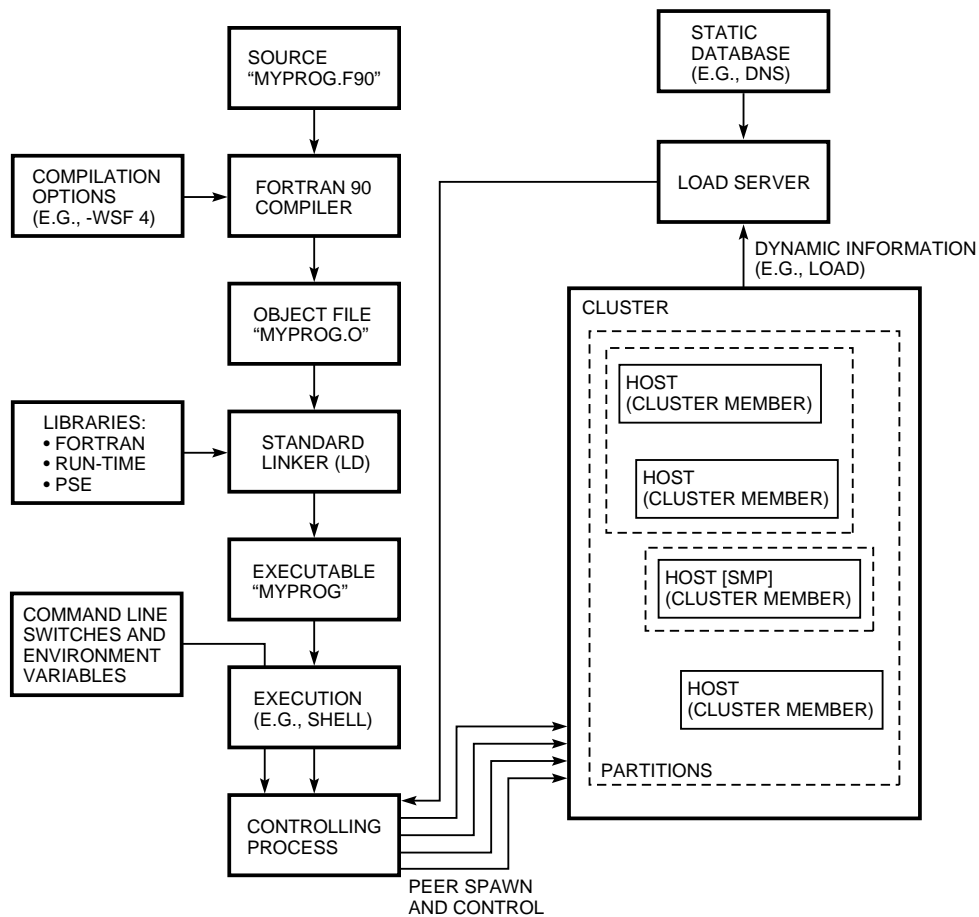 SOURCE
“MYPROG.F90”
STATIC
DATABASE
(E.G., DNS)
COMPILATION
OPTIONS
(E.G., -WSF 4)
FORTRAN 90
COMPILER
LOAD SERVER
DYNAMIC INFORMATION
(E.G., LOAD)
OBJECT FILE
“MYPROG.O”
CLUSTER
HOST
(CLUSTER MEMBER)
LIBRARIES:
• FORTRAN
• RUN-TIME
• PSE
STANDARD
LINKER (LD)
HOST
(CLUSTER MEMBER)
EXECUTABLE
“MYPROG”
HOST [SMP]
(CLUSTER MEMBER)
COMMAND LINE
SWITCHES AND
ENVIRONMENT
VARIABLES
EXECUTION
(E.G., SHELL)
HOST
(CLUSTER MEMBER)
PARTITIONS
CONTROLLING
PROCESS
PEER SPAWN
AND CONTROL